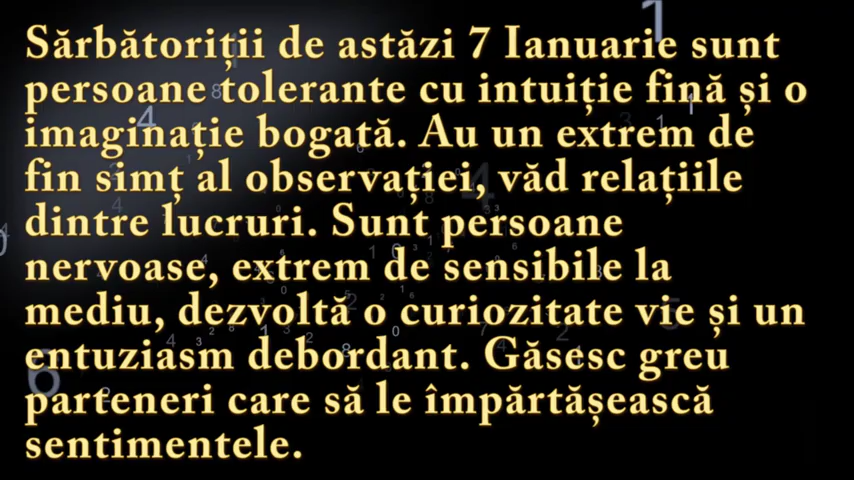 Sărbătoriții de astăzi 7 Ianuarie sunt
persoane tolerante cu intuiție fină și o
imaginație bogată. Au un extrem de
fin simț al observației, văd relațiile
dintre lucruri. Sunt persoane
nervoase, extrem de sensibile la
mediu, dezvoltă o curiozitate vie și un
entuziasm debordant. Găsesc greu
parteneri care să le împărtășească
sentimentele.